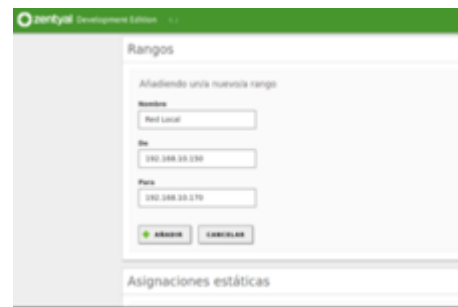 zentyal Development Edition
Rangos
Añadiendo un/a nuevo/a rango
Nombre
Red Local
De
192.168.10.150
Para
192.168.10.170
AÑADIR CANCELAR
Asignaciones estáticas